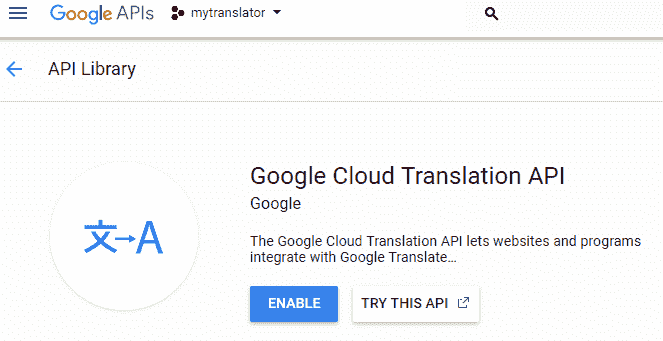 Google APIs mytranslator
API Library
Google Cloud Translation API
Google
文→A
The Google Cloud Translation API lets websites and programs
integrate with Google Translate...
ENABLE TRY THIS API